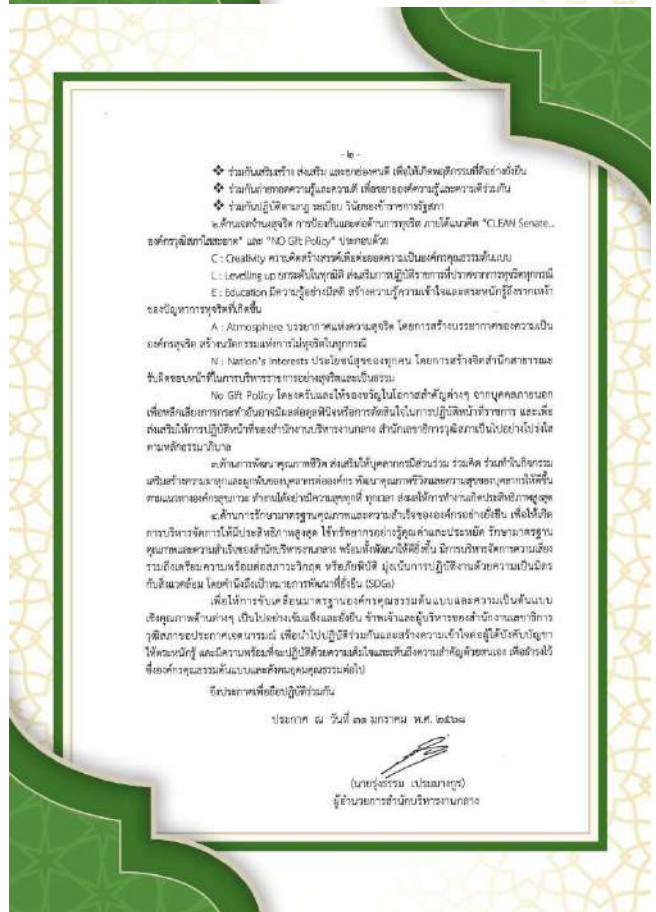 - ๒ -
❖ ร่วมกันเสริมสร้าง ส่งเสริม และยกย่องคนดี เพื่อให้เกิดพฤติกรรมที่ดีอย่างยั่งยืน
❖ ร่วมกันถ่ายทอดความรู้และความดี เพื่อขยายองค์ความรู้และความดีร่วมกัน
❖ ร่วมกันปฏิบัติตามกฎ ระเบียบ วินัยของข้าราชการรัฐสภา
๒.ด้านเจตจำนงสุจริต การป้องกันและต่อต้านการทุจริต ภายใต้แนวคิด "CLEAN Senate...
องค์กรวุฒิสภาใสสะอาด" และ "NO Gift Policy" ประกอบด้วย
C : Creativity ความคิดสร้างสรรค์เพื่อต่อยอดความเป็นองค์กรคุณธรรมต้นแบบ
L : Levelling up ยกระดับในทุกมิติ ส่งเสริมการปฏิบัติราชการที่ปราศจากการทุจริตทุกกรณี
E : Education มีความรู้อย่างมีสติ สร้างความรู้ความเข้าใจและตระหนักรู้ถึงรากเหง้า
ของปัญหาการทุจริตที่เกิดขึ้น
A : Atmosphere บรรยากาศแห่งความสุจริต โดยการสร้างบรรยากาศของความเป็น
องค์กรสุจริต สร้างนวัตกรรมแห่งการไม่ทุจริตในทุกกรณี
N : Nation's Interests ประโยชน์สุขของทุกคน โดยการสร้างจิตสำนึกสาธารณะ
รับผิดชอบหน้าที่ในการบริหารราชการอย่างสุจริตและเป็นธรรม
No Gift Policy โดยงดรับและให้ของขวัญในโอกาสสำคัญต่างๆ จากบุคคลภายนอก
เพื่อหลีกเลี่ยงการกระทำอันอาจมีผลต่อดุลพินิจหรือการตัดสินใจในการปฏิบัติหน้าที่ราชการ และเพื่อ
ส่งเสริมให้การปฏิบัติหน้าที่ของสำนักงานบริหารงานกลาง สำนักเลขาธิการวุฒิสภาเป็นไปอย่างโปร่งใส
ตามหลักธรรมาภิบาล
๓.ด้านการพัฒนาคุณภาพชีวิต ส่งเสริมให้บุคลากรมีส่วนร่วม ร่วมคิด ร่วมทำในกิจกรรม
เสริมสร้างความผาสุกและผูกพันของบุคลากรต่อองค์กร พัฒนาคุณภาพชีวิตและความสุขของบุคลากรให้ดีขึ้น
ตามแนวทางองค์กรสุขภาวะ ทำงานได้อย่างมีความสุขทุกที่ ทุกเวลา ส่งผลให้การทำงานเกิดประสิทธิภาพสูงสุด
๔.ด้านการรักษามาตรฐานคุณภาพและความสำเร็จขององค์กรอย่างยั่งยืน เพื่อให้เกิด
การบริหารจัดการให้มีประสิทธิภาพสูงสุด ใช้ทรัพยากรอย่างรู้คุณค่าและประหยัด รักษามาตรฐาน
คุณภาพและความสำเร็จของสำนักบริหารงานกลาง พร้อมทั้งพัฒนาให้ดียิ่งขึ้น มีการบริหารจัดการความเสี่ยง
รวมถึงเตรียมความพร้อมต่อสภาวะวิกฤต หรือภัยพิบัติ มุ่งเน้นการปฏิบัติงานด้วยความเป็นมิตร
กับสิ่งแวดล้อม โดยคำนึงถึงเป้าหมายการพัฒนาที่ยั่งยืน (SDGs)
เพื่อให้การขับเคลื่อนมาตรฐานองค์กรคุณธรรมต้นแบบและความเป็นต้นแบบ
เชิงคุณภาพด้านต่างๆ เป็นไปอย่างเข้มแข็งและยั่งยืน ข้าพเจ้าและผู้บริหารของสำนักงานเลขาธิการ
วุฒิสภาขอประกาศเจตนารมณ์ เพื่อนำไปปฏิบัติร่วมกันและสร้างความเข้าใจต่อผู้ใต้บังคับบัญชา
ให้ตระหนักรู้ และมีความพร้อมที่จะปฏิบัติด้วยความเต็มใจและเห็นถึงความสำคัญด้วยตนเอง เพื่อธำรงไว้
ซึ่งองค์กรคุณธรรมต้นแบบและสังคมอุดมคุณธรรมต่อไป
จึงประกาศเพื่อถือปฏิบัติร่วมกัน
ประกาศ ณ วันที่ ๓๑ มกราคม พ.ศ. ๒๕๖๘
(นายรุ่งธรรม เปรมมางกูร)
ผู้อำนวยการสำนักบริหารงานกลาง